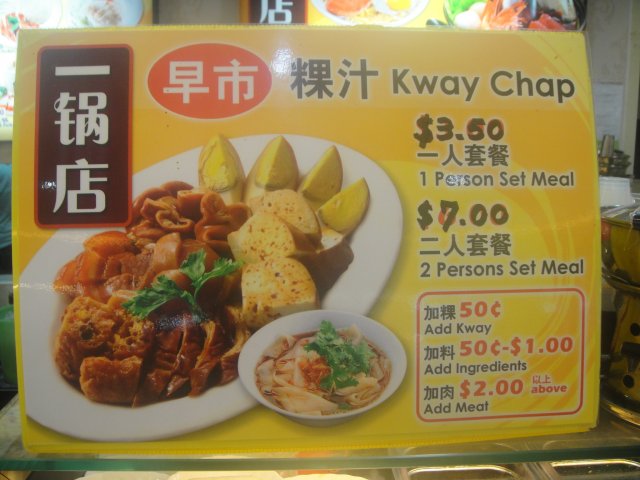 店
一锅店
早市 粿汁 Kway Chap
$3.50
一人套餐
1 Person Set Meal
$7.00
二人套餐
2 Persons Set Meal
加粿 50¢
Add Kway
加料 50¢-$1.00
Add Ingredients
加肉 $2.00 以上 above
Add Meat